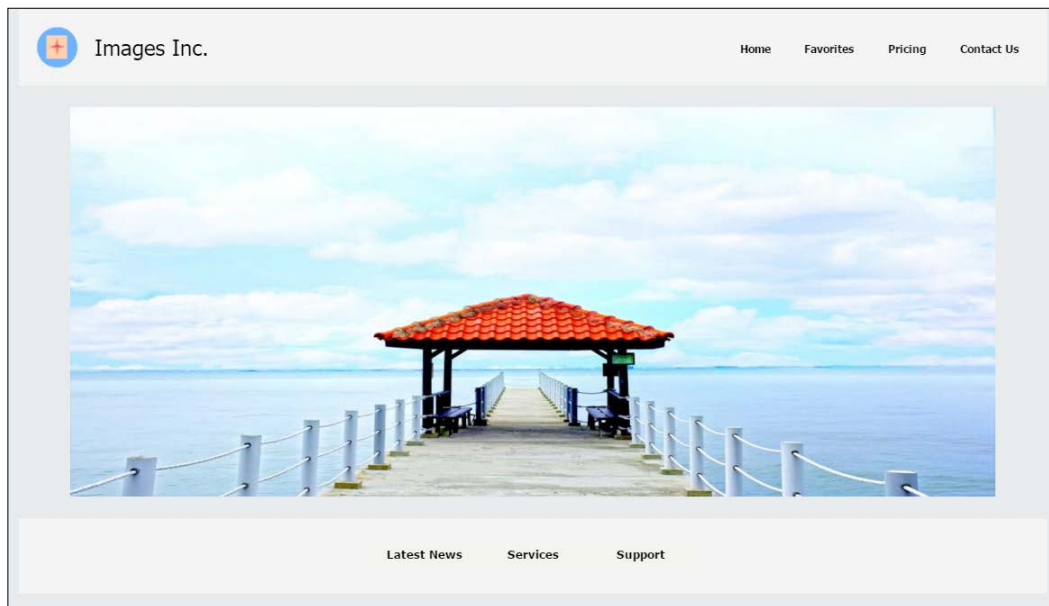 Images Inc.
Home Favorites Pricing Contact Us
Latest News Services Support